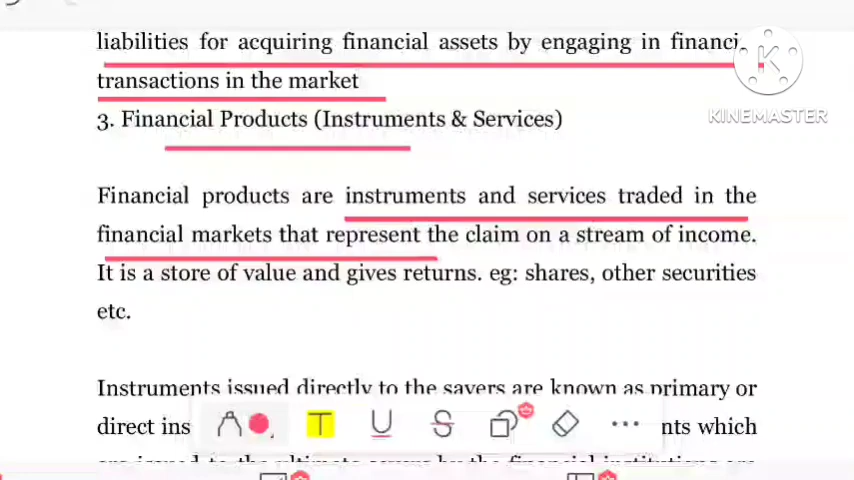 liabilities for acquiring financial assets by engaging in
transactions in the market
3. Financial Products (Instruments & Services)
Financial products are instruments and services traded in the
financial markets that represent the claim on a stream of income.
It is a store of value and gives returns. eg: shares, other securities
etc.
Instruments issued directly to the savers are known as primary or
direct which
K
KINEMASTER
T
U
S